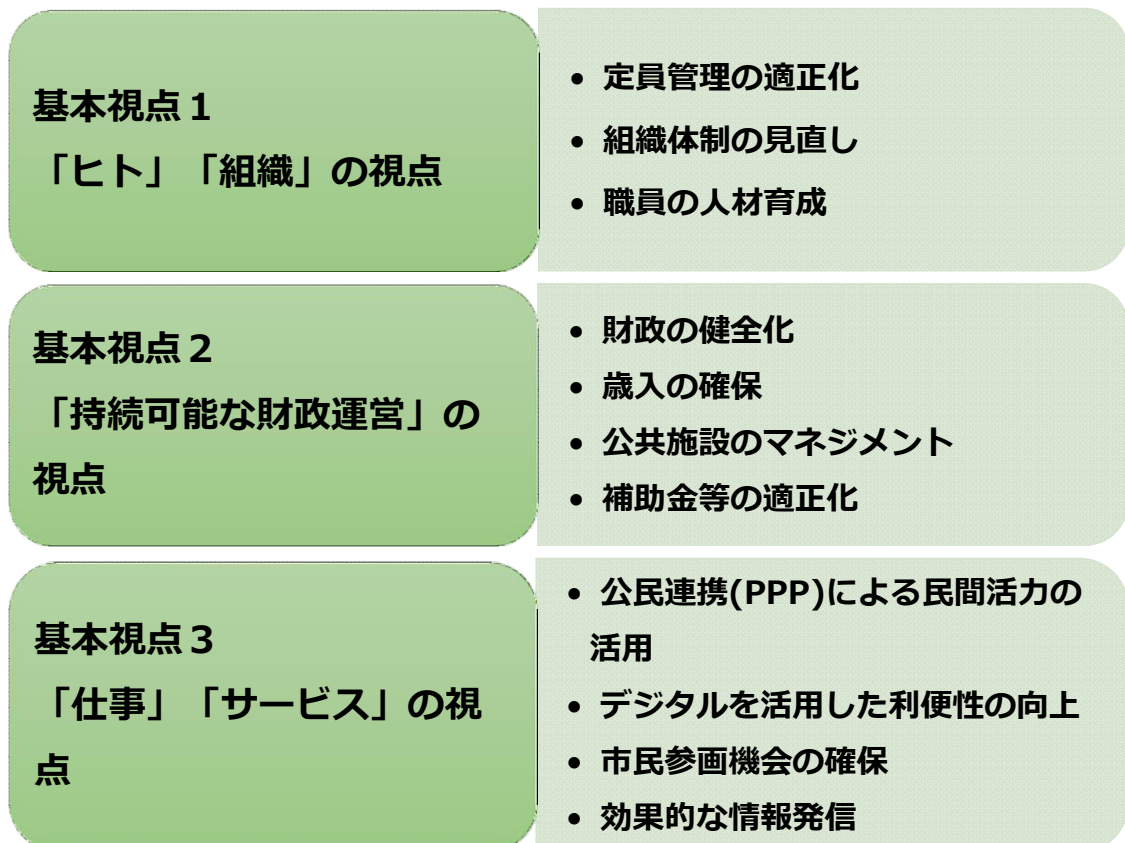 基本視点１
「ヒト」「組織」の視点
• 定員管理の適正化
• 組織体制の見直し
• 職員の人材育成
基本視点２
「持続可能な財政運営」の
視点
• 財政の健全化
• 歳入の確保
• 公共施設のマネジメント
• 補助金等の適正化
基本視点３
「仕事」「サービス」の視
点
• 公民連携(PPP)による民間活力の
活用
• デジタルを活用した利便性の向上
• 市民参画機会の確保
• 効果的な情報発信